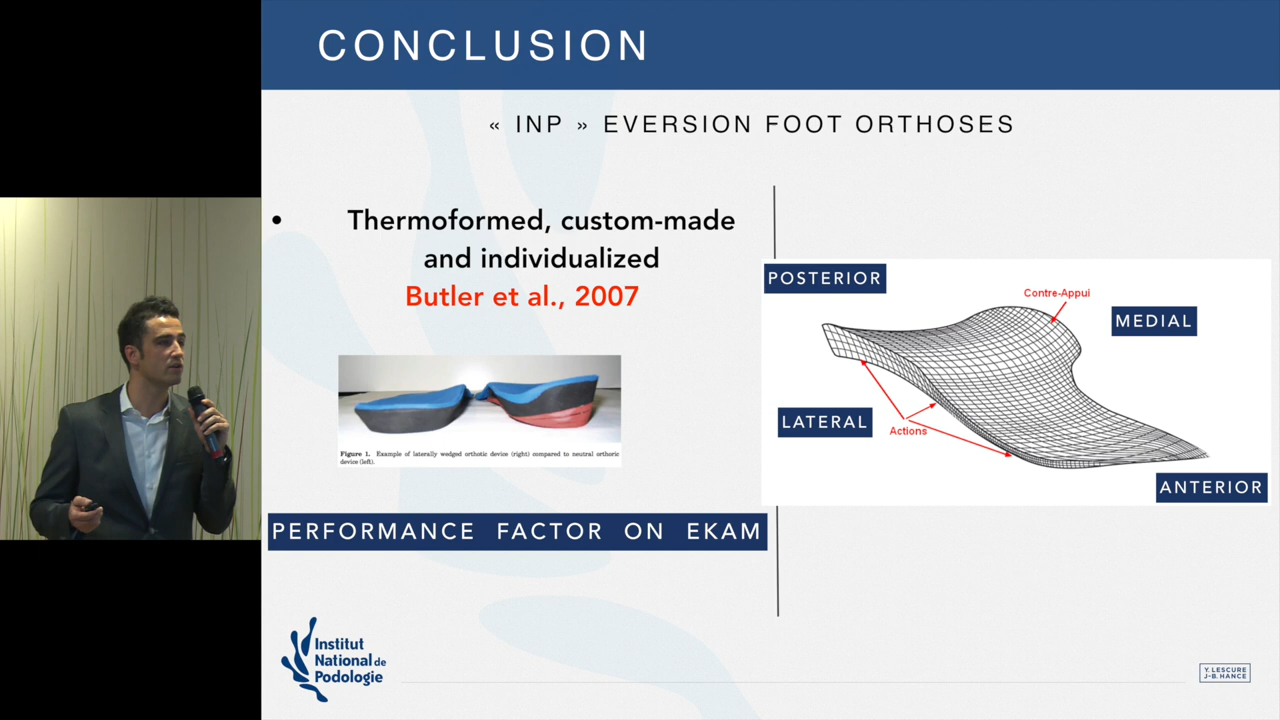 CONCLUSION
« INP » EVERSION FOOT ORTHOSES
• Thermoformed, custom-made
and individualized
Butler et al., 2007
Figure 1. Example of laterally wedged orthotic device (right) compared to neutral orthoric
device (left).
PERFORMANCE FACTOR ON EKAM
POSTERIOR
Contre-Appui
MEDIAL
LATERAL
Actions
ANTERIOR
Institut
National de
Podologie
Y. LESCURE
J-B. HANCE